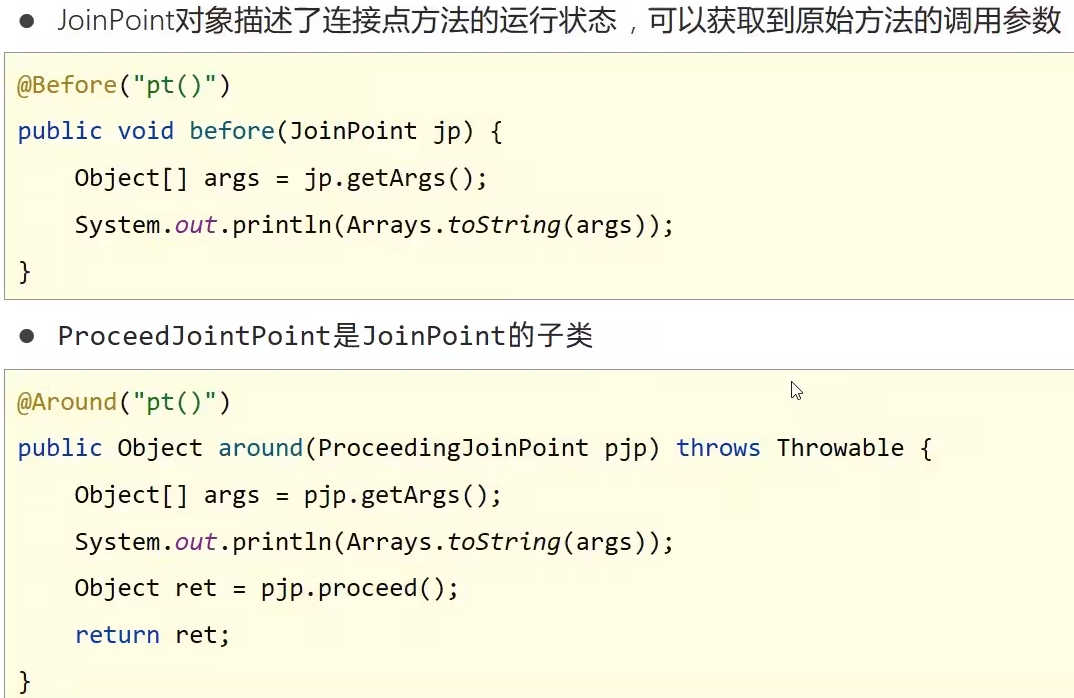 ● JoinPoint对象描述了连接点方法的运行状态，可以获取到原始方法的调用参数
@Before("pt()")
public void before(JoinPoint jp) {
    Object[] args = jp.getArgs();
    System.out.println(Arrays.toString(args));
}
● ProceedJointPoint是JoinPoint的子类
@Around("pt()")
public Object around(ProceedingJoinPoint pjp) throws Throwable {
    Object[] args = pjp.getArgs();
    System.out.println(Arrays.toString(args));
    Object ret = pjp.proceed();
    return ret;
}